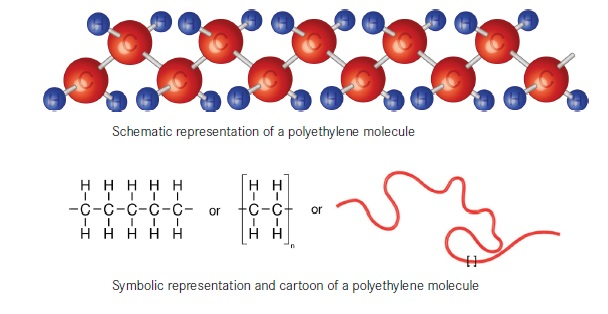 H H H H H H H H H H
C C C C C
C C C C C C
H H H H H H H H H H H H
Schematic representation of a polyethylene molecule
H H H H H H H
-C-C-C-C-C- or [C-C]n or
H H H H H H H
[ ]
Symbolic representation and cartoon of a polyethylene molecule